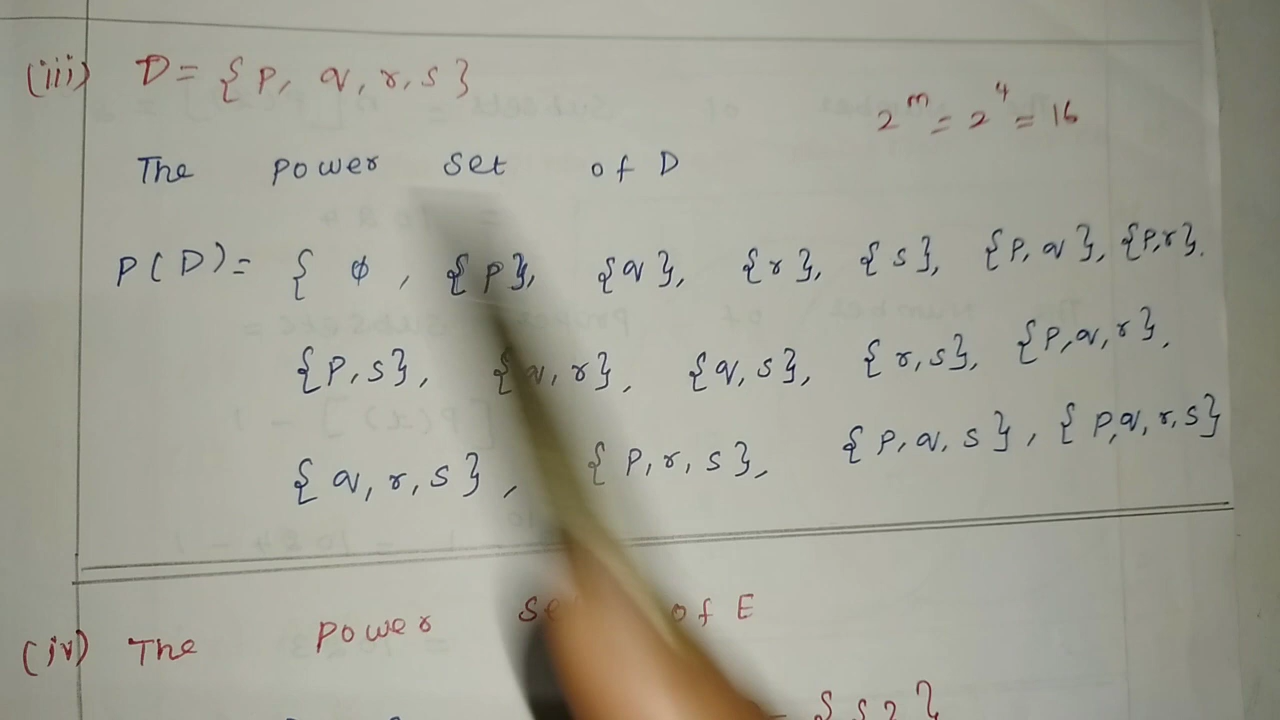 (iii) D = {p, q, r, s}
2^m = 2^4 = 16
The power set of D
P(D) = { ϕ, {p}, {q}, {r}, {s}, {p, q}, {p,r}.
{p, s}, {q, r}, {q, s}, {r, s}, {p, q, r},
{q, r, s}, {p, r, s}, {p, q, s}, {p, q, r, s}
(iv) The power of E